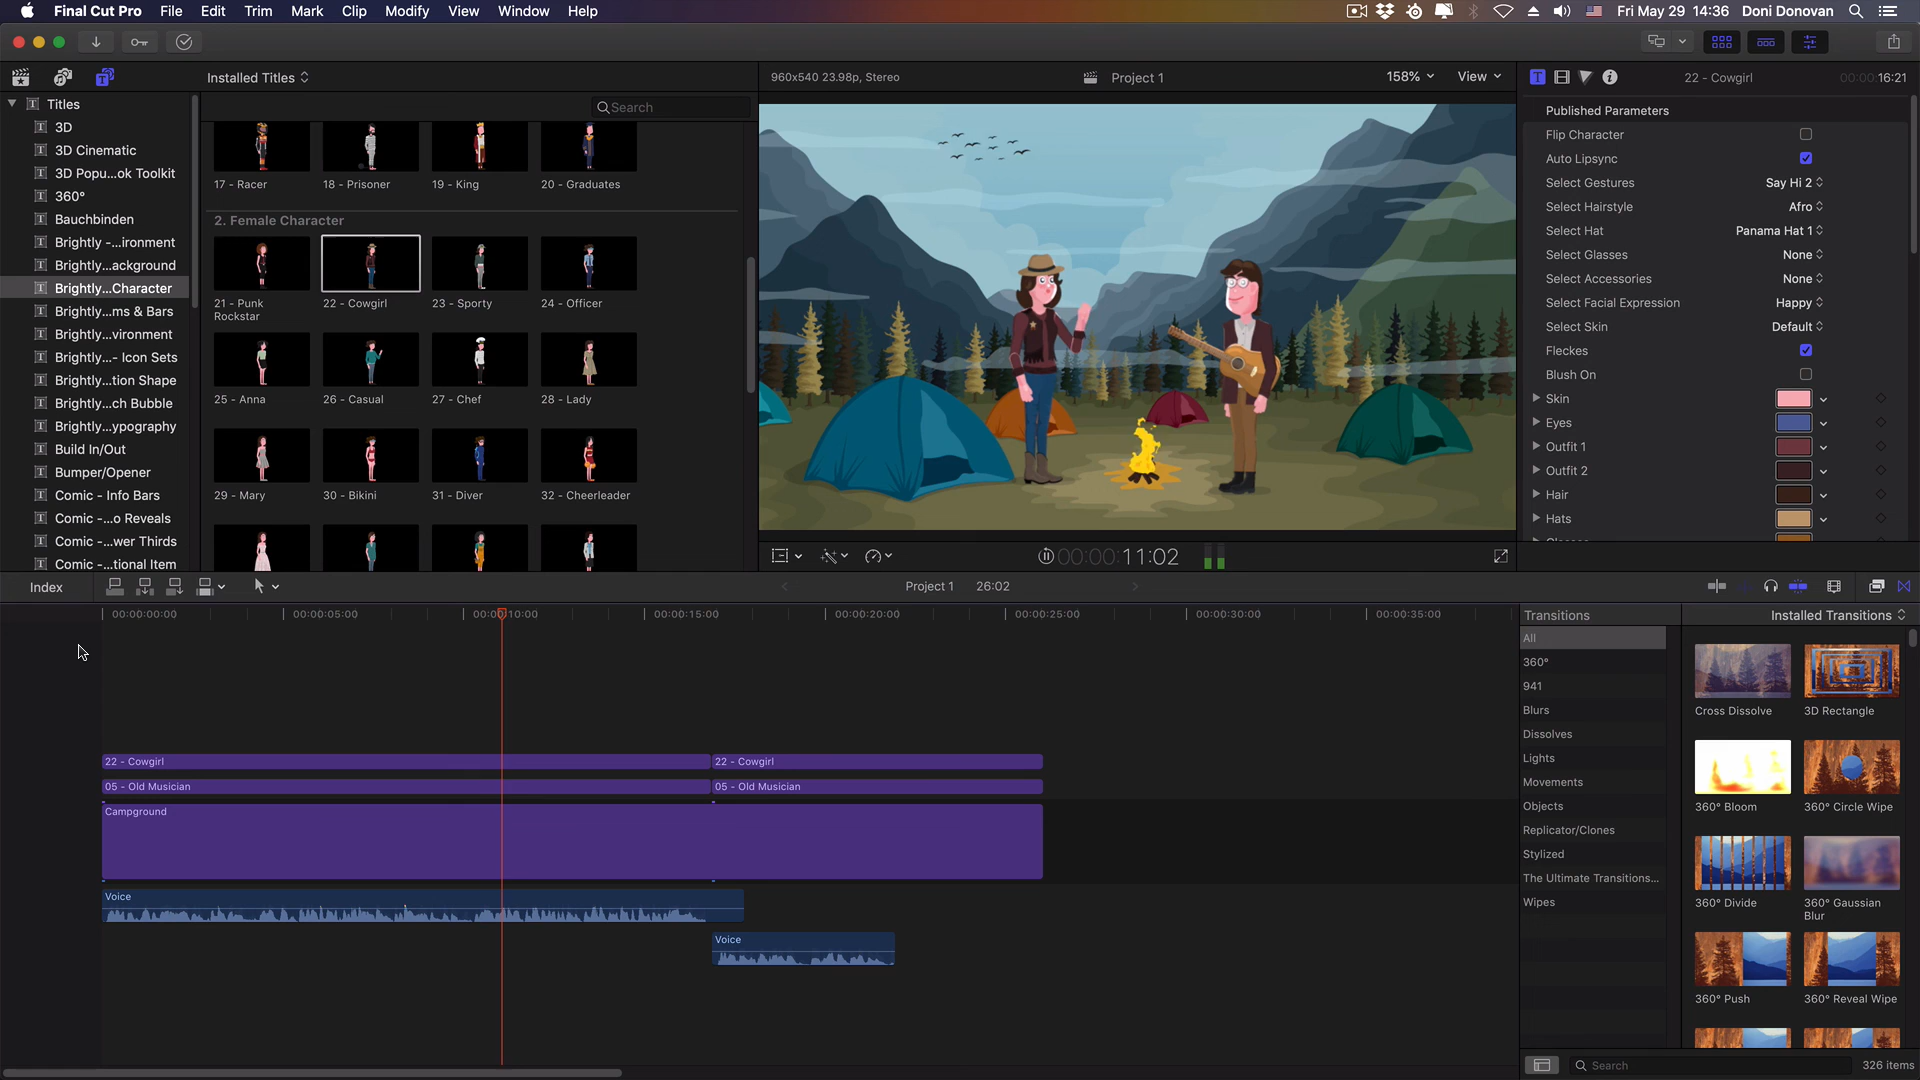 Final Cut Pro File Edit Trim Mark Clip Modify View Window Help Fri May 29 14:36 Doni Donovan
Installed Titles
960x540 23.98p, Stereo
Project 1
158%
View
22 - Cowgirl
00:00:16:21
Search
Titles
3D
3D Cinematic
3D Popu...ok Toolkit
360°
Bauchbinden
Brightly -...ironment
Brightly...ackground
Brightly...Character
Brightly...ms & Bars
Brightly...vironment
Brightly...- Icon Sets
Brightly...tion Shape
Brightly...ch Bubble
Brightly...ypography
Build In/Out
Bumper/Opener
Comic - Info Bars
Comic -...o Reveals
Comic -...wer Thirds
Comic -...tional Item
17 - Racer
18 - Prisoner
19 - King
20 - Graduates
2. Female Character
21 - Punk Rockstar
22 - Cowgirl
23 - Sporty
24 - Officer
25 - Anna
26 - Casual
27 - Chef
28 - Lady
29 - Mary
30 - Bikini
31 - Diver
32 - Cheerleader
Published Parameters
Flip Character
Auto Lipsync
Select Gestures Say Hi 2
Select Hairstyle Afro
Select Hat Panama Hat 1
Select Glasses None
Select Accessories None
Select Facial Expression Happy
Select Skin Default
Fleckes
Blush On
Skin
Eyes
Outfit 1
Outfit 2
Hair
Hats
00:00:11:02
Index
Project 1 26:02
00:00:00:00
00:00:05:00
00:00:10:00
00:00:15:00
00:00:20:00
00:00:25:00
00:00:30:00
00:00:35:00
22 - Cowgirl
22 - Cowgirl
05 - Old Musician
05 - Old Musician
Campground
Voice
Voice
Transitions
Installed Transitions
All
360°
941
Blurs
Dissolves
Lights
Movements
Objects
Replicator/Clones
Stylized
The Ultimate Transitions...
Wipes
Cross Dissolve
3D Rectangle
360° Bloom
360° Circle Wipe
360° Divide
360° Gaussian Blur
360° Push
360° Reveal Wipe
Search
326 items